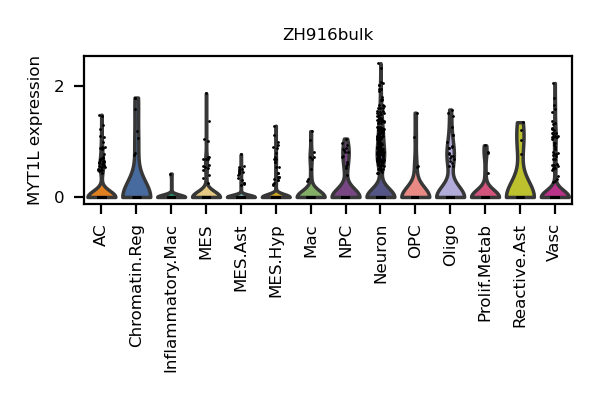 ZH916bulk
MYT1L expression
2
0
AC
Chromatin.Reg
Inflammatory.Mac
MES
MES.Ast
MES.Hyp
Mac
NPC
Neuron
OPC
Oligo
Prolif.Metab
Reactive.Ast
Vasc